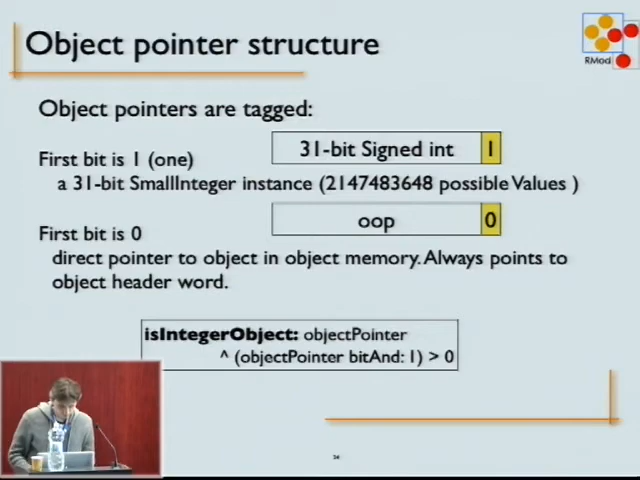 Object pointer structure
RMod
Object pointers are tagged:
31-bit Signed int 1
First bit is 1 (one)
a 31-bit SmallInteger instance (2147483648 possible Values )
oop 0
First bit is 0
direct pointer to object in object memory. Always points to
object header word.
isIntegerObject: objectPointer
^ (objectPointer bitAnd: 1) > 0
34